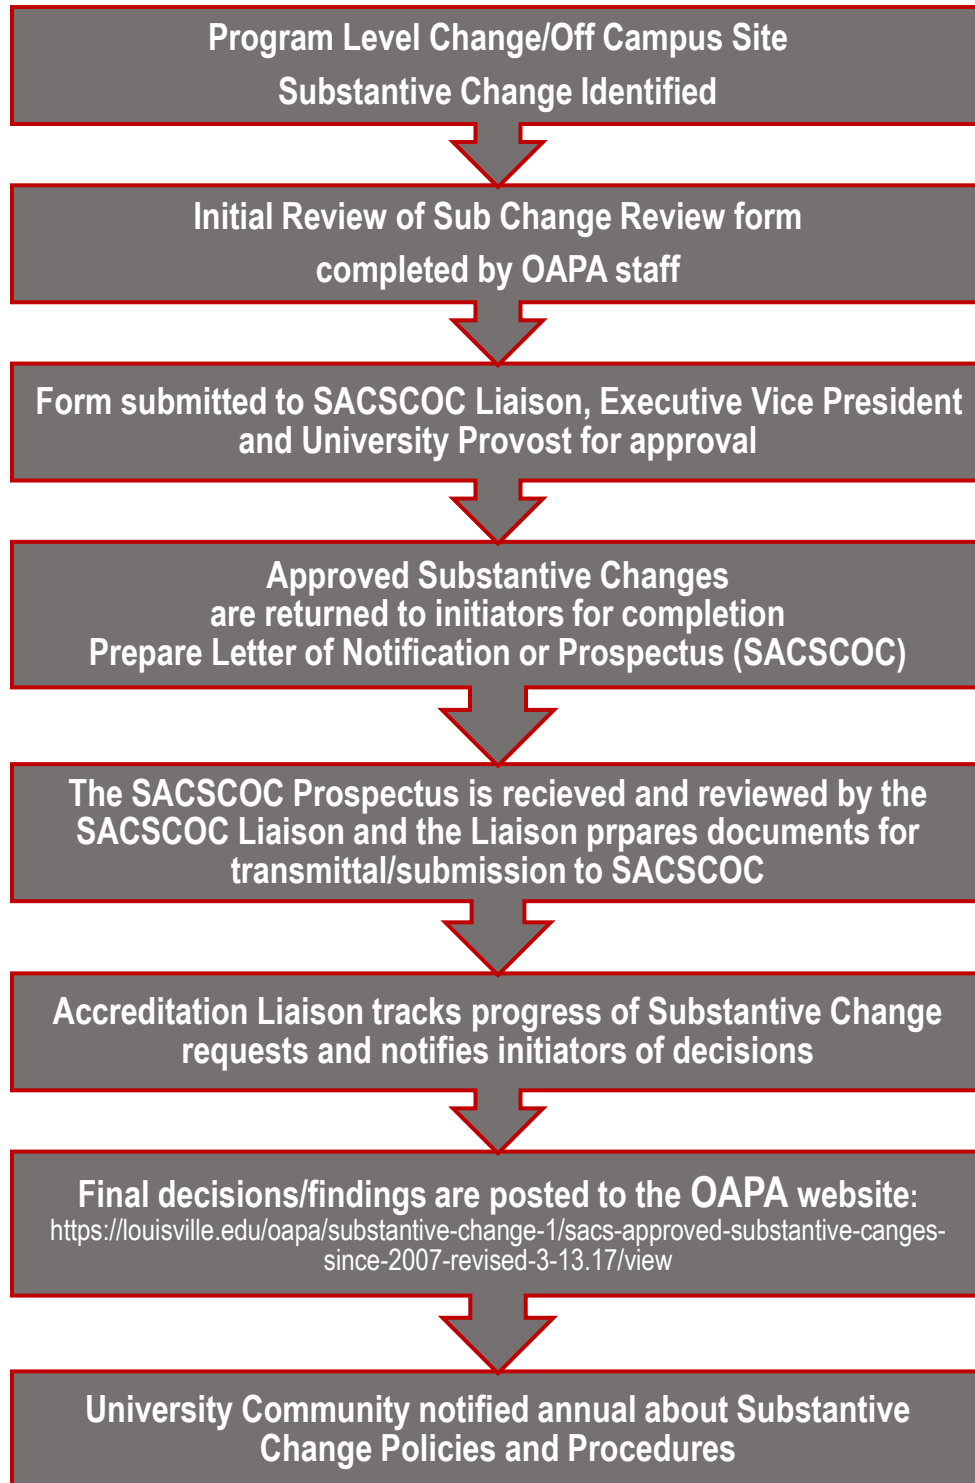 Program Level Change/Off Campus Site
Substantive Change Identified
Initial Review of Sub Change Review form
completed by OAPA staff
Form submitted to SACSCOC Liaison, Executive Vice President
and University Provost for approval
Approved Substantive Changes
are returned to initiators for completion
Prepare Letter of Notification or Prospectus (SACSCOC)
The SACSCOC Prospectus is recieved and reviewed by the
SACSCOC Liaison and the Liaison prpares documents for
transmittal/submission to SACSCOC
Accreditation Liaison tracks progress of Substantive Change
requests and notifies initiators of decisions
Final decisions/findings are posted to the OAPA website:
https://louisville.edu/oapa/substantive-change-1/sacs-approved-substantive-canges-
since-2007-revised-3-13.17/view
University Community notified annual about Substantive
Change Policies and Procedures